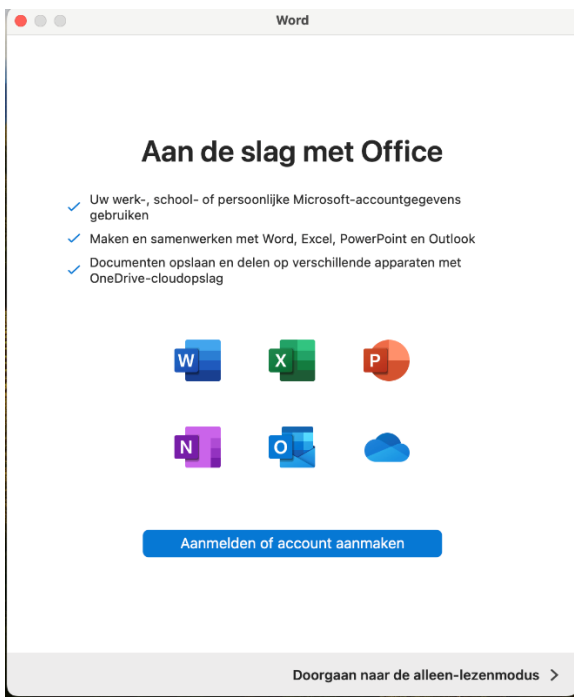 Word
Aan de slag met Office
Uw werk-, school- of persoonlijke Microsoft-accountgegevens
gebruiken
Maken en samenwerken met Word, Excel, PowerPoint en Outlook
Documenten opslaan en delen op verschillende apparaten met
OneDrive-cloudopslag
W X P
N O
Aanmelden of account aanmaken
Doorgaan naar de alleen-lezenmodus